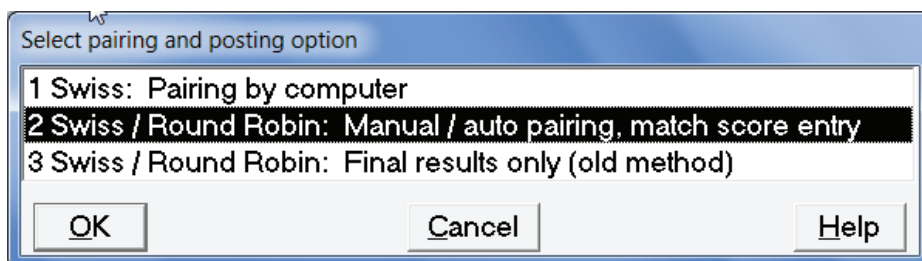 Select pairing and posting option
1 Swiss:  Pairing by computer
2 Swiss / Round Robin:  Manual / auto pairing, match score entry
3 Swiss / Round Robin:  Final results only (old method)
OK Cancel Help